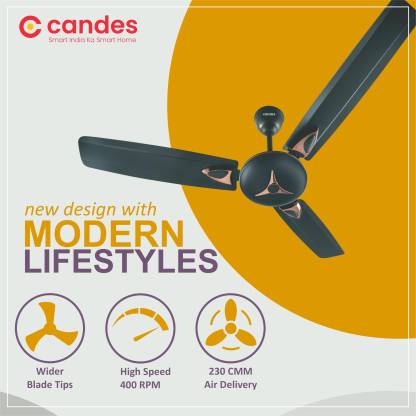 candes
Smart India Ka Smart Home
new design with
MODERN
LIFESTYLES
Wider
Blade Tips
High Speed
400 RPM
230 CMM
Air Delivery